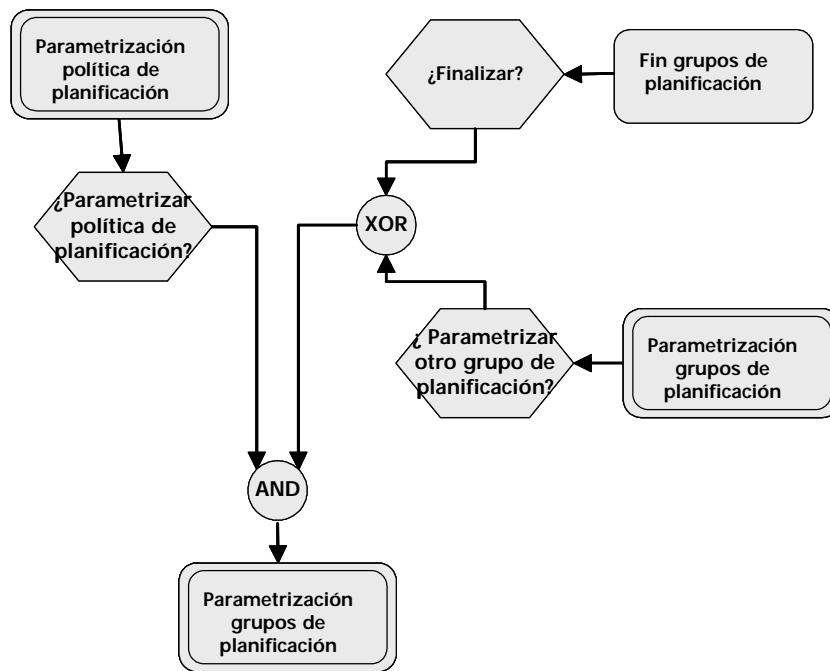 Parametrización
política de
planificación
¿Finalizar?
Fin grupos de
planificación
¿Parametrizar
política de
planificación?
XOR
¿ Parametrizar
otro grupo de
planificación?
Parametrización
grupos de
planificación
AND
Parametrización
grupos de
planificación